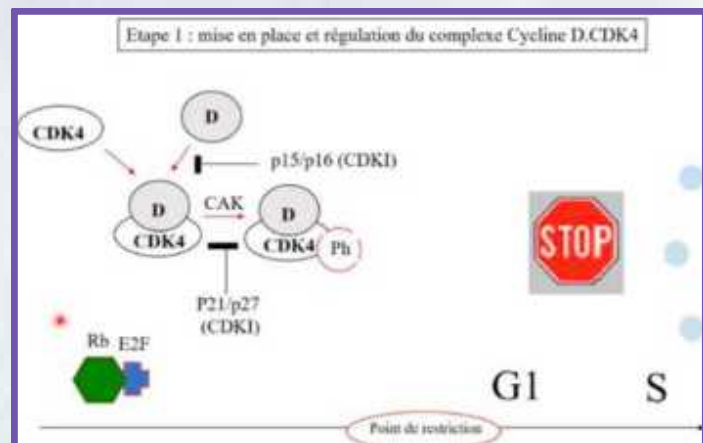 Etape 1 : mise en place et régulation du complexe Cycline D.CDK4
CDK4
D
p15/p16 (CDKI)
D
CDK4
CAK
D
CDK4
Ph
P21/p27
(CDKI)
STOP
Rb E2F
G1 S
Point de restriction